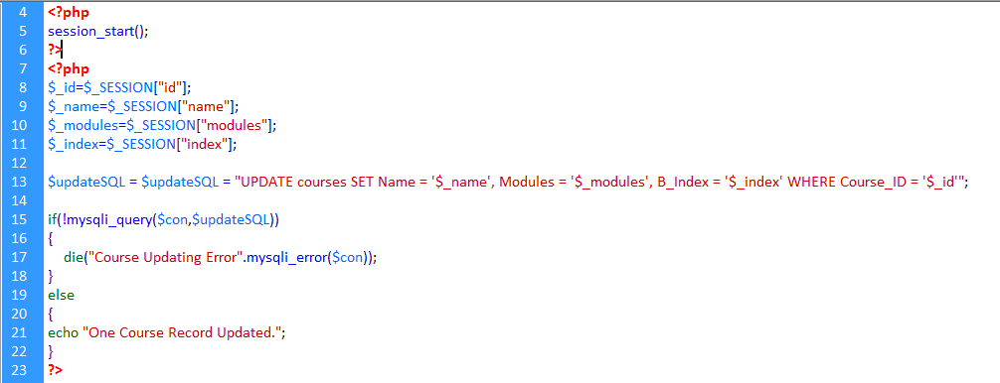 4 <?php
5 session_start();
6 ?>
7 <?php
8 $_id=$_SESSION["id"];
9 $_name=$_SESSION["name"];
10 $_modules=$_SESSION["modules"];
11 $_index=$_SESSION["index"];
12
13 $updateSQL = $updateSQL = "UPDATE courses SET Name = '$_name', Modules = '$_modules', B_Index = '$_index' WHERE Course_ID = '$_id'";
14
15 if(!mysqli_query($con,$updateSQL))
16 {
17 die("Course Updating Error".mysqli_error($con));
18 }
19 else
20 {
21 echo "One Course Record Updated.";
22 }
23 ?>